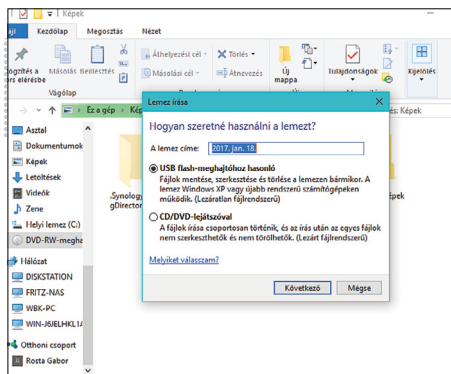 Képek
Kezdőlap Megosztás Nézet
Áthelyezési cél Törlés
Másolás Beillesztés
Másolási cél Átnevezés
Új
mappa
Tulajdonságok
Kijelölés
Vágólap
Ez a gép
Lemez írása
Hogyan szeretné használni a lemezt?
A lemez címe: 2017. jan. 18.
USB flash-meghajtóhoz hasonló
Fájlok mentése, szerkesztése és törlése a lemezen bármikor. A
lemez Windows XP vagy újabb rendszerű számítógépeken
működik. (Lezáratlan fájlrendszerű)
CD/DVD-lejátszóval
A fájlok írása csoportosan történik, és az írás után az egyes fájlok
nem szerkeszthetők és nem törölhetők. (Lezárt fájlrendszerű)
Melyiket válasszam?
Következő Mégse
Asztal
Dokumentumok
Képek
Letöltések
Videók
Zene
Helyi lemez (C:)
DVD-RW-megha
Hálózat
DISKSTATION
FRITZ-NAS
WBK-PC
WIN-J6JELHKL1A
Otthoni csoport
Rosta Gabor
.Synology
gDirector